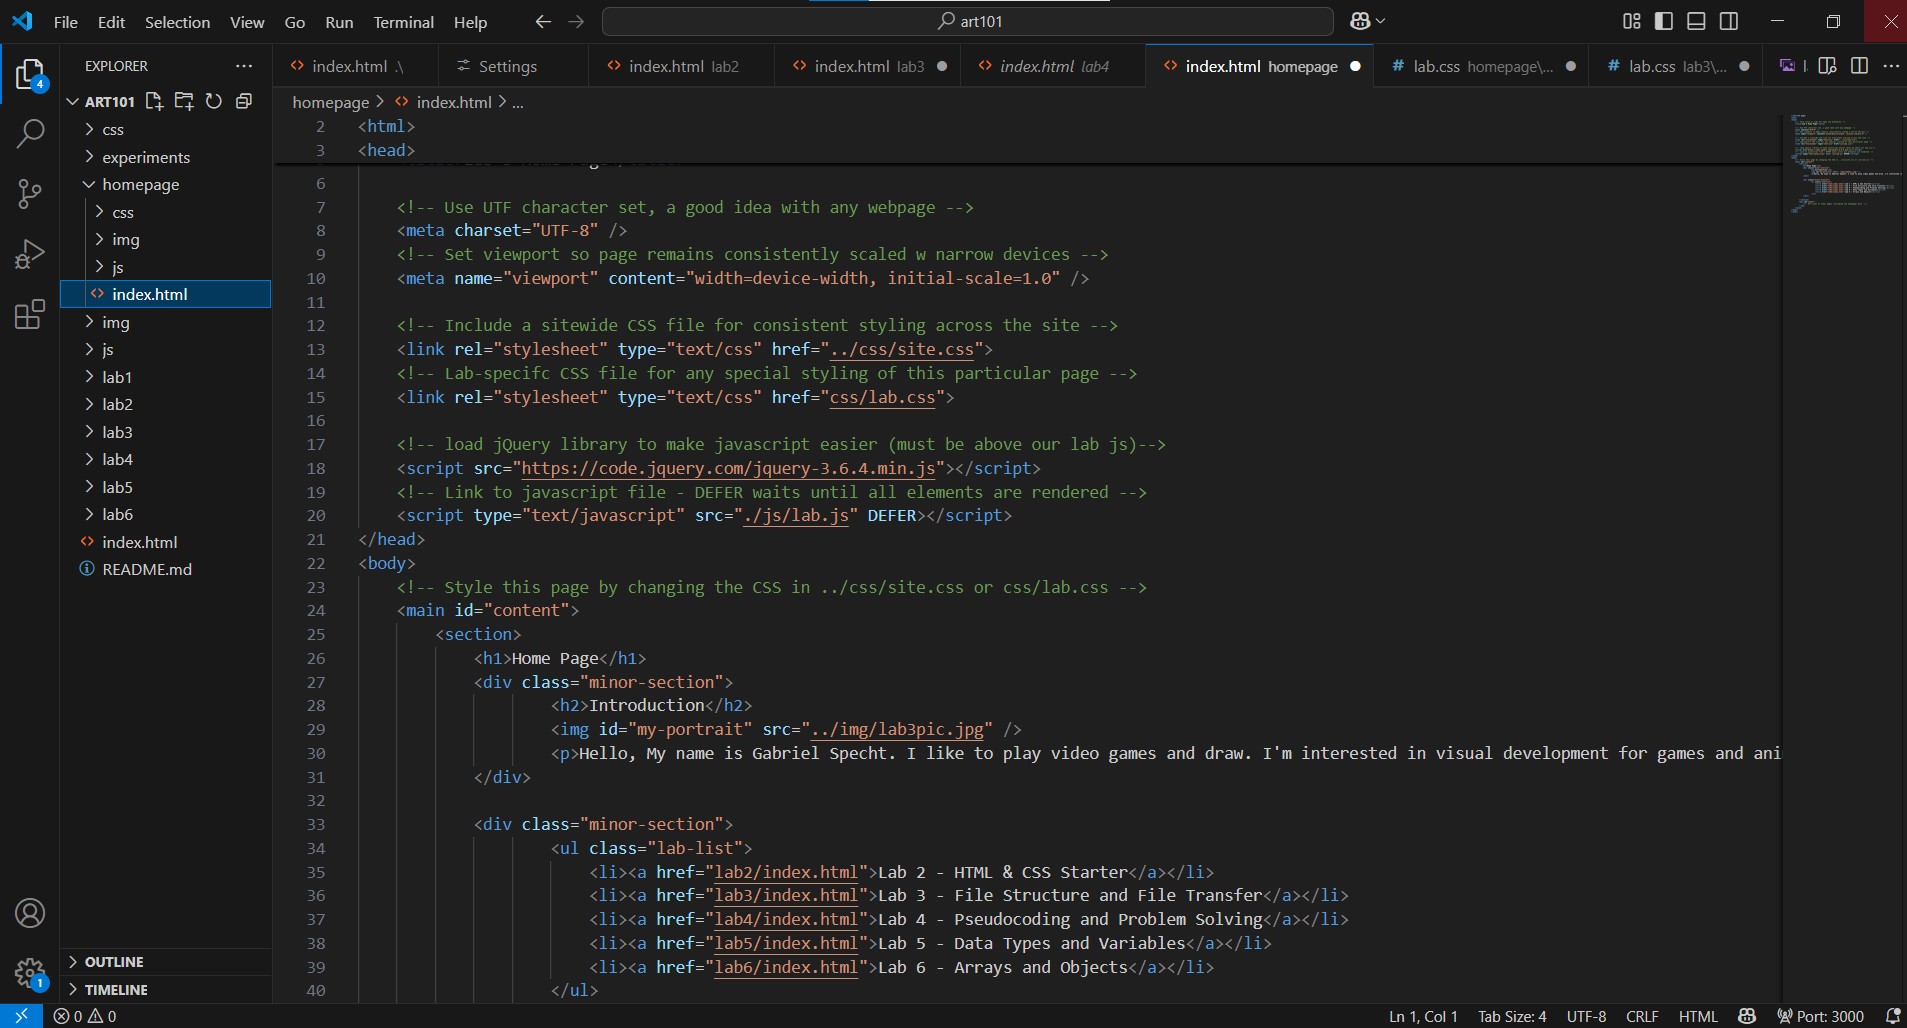 File Edit Selection View Go Run Terminal Help
art101
EXPLORER
ART101
css
experiments
homepage
css
img
js
index.html
img
js
lab1
lab2
lab3
lab4
lab5
lab6
index.html
README.md
OUTLINE
TIMELINE
4
1
index.html .\
Settings
index.html lab2
index.html lab3
index.html lab4
index.html homepage
lab.css homepage\...
lab.css lab3\...
homepage > index.html > ...
2 <html>
3 <head>
6
7 <!-- Use UTF character set, a good idea with any webpage -->
8 <meta charset="UTF-8" />
9 <!-- Set viewport so page remains consistently scaled w narrow devices -->
10 <meta name="viewport" content="width=device-width, initial-scale=1.0" />
11
12 <!-- Include a sitewide CSS file for consistent styling across the site -->
13 <link rel="stylesheet" type="text/css" href="../css/site.css">
14 <!-- Lab-specifc CSS file for any special styling of this particular page -->
15 <link rel="stylesheet" type="text/css" href="css/lab.css">
16
17 <!-- load jQuery library to make javascript easier (must be above our lab js)-->
18 <script src="https://code.jquery.com/jquery-3.6.4.min.js"></script>
19 <!-- Link to javascript file - DEFER waits until all elements are rendered -->
20 <script type="text/javascript" src="./js/lab.js" DEFER></script>
21 </head>
22 <body>
23 <!-- Style this page by changing the CSS in ../css/site.css or css/lab.css -->
24 <main id="content">
25 <section>
26 <h1>Home Page</h1>
27 <div class="minor-section">
28 <h2>Introduction</h2>
29 <img id="my-portrait" src="../img/lab3pic.jpg" />
30 <p>Hello, My name is Gabriel Specht. I like to play video games and draw. I'm interested in visual development for games and ani
31 </div>
32
33 <div class="minor-section">
34 <ul class="lab-list">
35 <li><a href="lab2/index.html">Lab 2 - HTML & CSS Starter</a></li>
36 <li><a href="lab3/index.html">Lab 3 - File Structure and File Transfer</a></li>
37 <li><a href="lab4/index.html">Lab 4 - Pseudocoding and Problem Solving</a></li>
38 <li><a href="lab5/index.html">Lab 5 - Data Types and Variables</a></li>
39 <li><a href="lab6/index.html">Lab 6 - Arrays and Objects</a></li>
40 </ul>
0 0
Ln 1, Col 1 Tab Size: 4 UTF-8 CRLF HTML Port: 3000